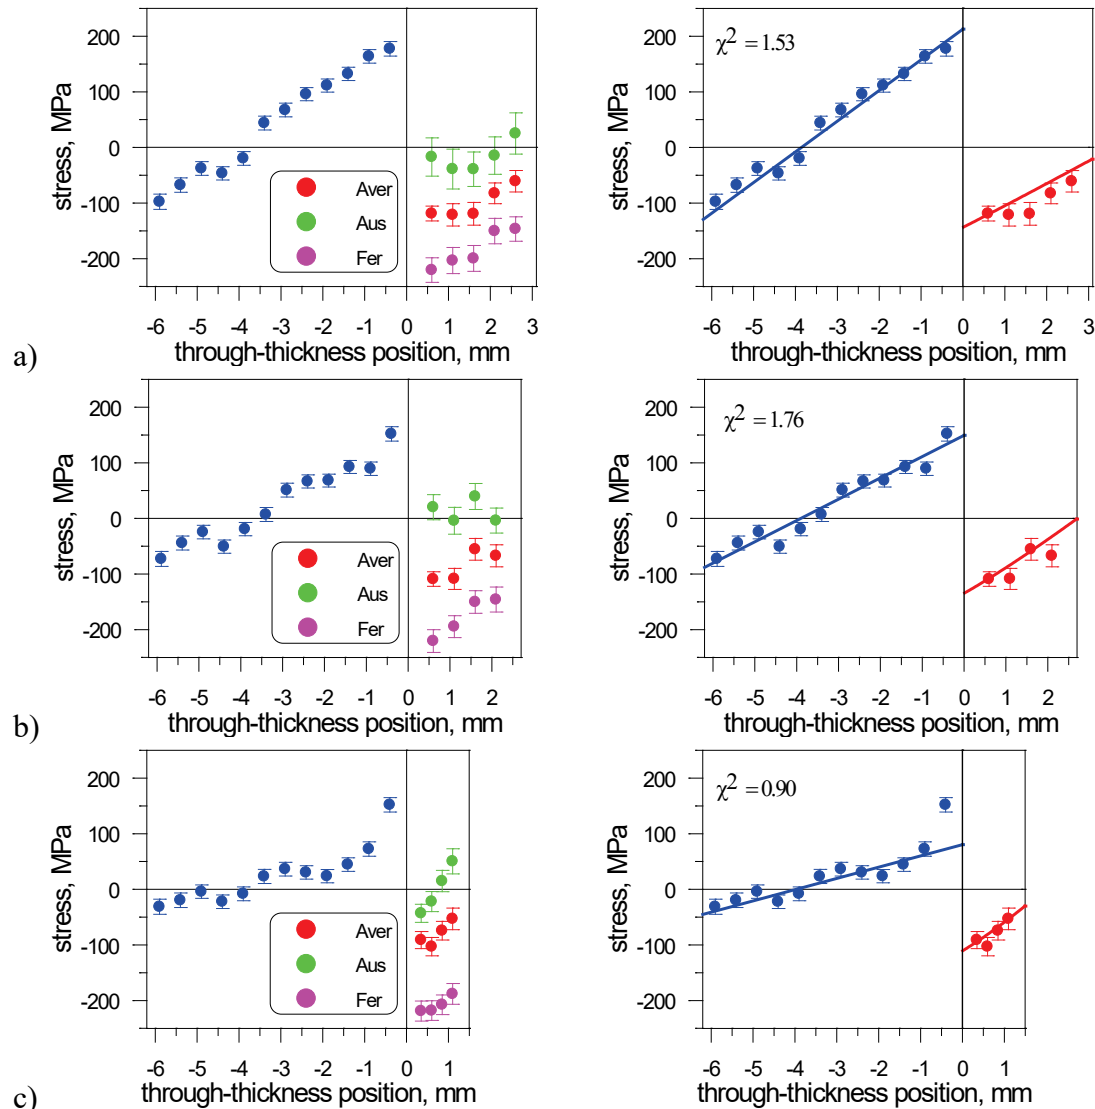 200
100
0
-100
-200
stress, MPa
Aver
Aus
Fer
-6 -5 -4 -3 -2 -1 0 1 2 3
through-thickness position, mm
200
100
0
-100
-200
stress, MPa
χ² =1.53
-6 -5 -4 -3 -2 -1 0 1 2 3
through-thickness position, mm
a)
200
100
0
-100
-200
stress, MPa
Aver
Aus
Fer
-6 -5 -4 -3 -2 -1 0 1 2
through-thickness position, mm
200
100
0
-100
-200
stress, MPa
χ² =1.76
-6 -5 -4 -3 -2 -1 0 1 2
through-thickness position, mm
b)
200
100
0
-100
-200
stress, MPa
Aver
Aus
Fer
-6 -5 -4 -3 -2 -1 0 1
through-thickness position, mm
200
100
0
-100
-200
stress, MPa
χ² =0.90
-6 -5 -4 -3 -2 -1 0 1
through-thickness position, mm
c)